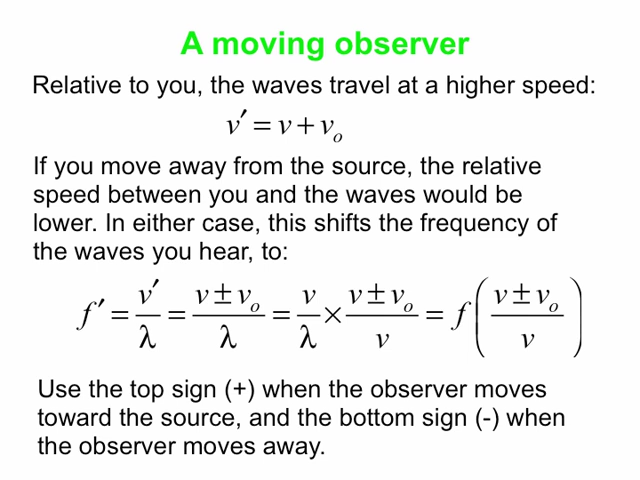 A moving observer
Relative to you, the waves travel at a higher speed:
v′ = v + vₒ
If you move away from the source, the relative
speed between you and the waves would be
lower. In either case, this shifts the frequency of
the waves you hear, to:
f′ = v′/λ = (v ± vₒ)/λ = v/λ × (v ± vₒ)/v = f((v ± vₒ)/v)
Use the top sign (+) when the observer moves
toward the source, and the bottom sign (-) when
the observer moves away.